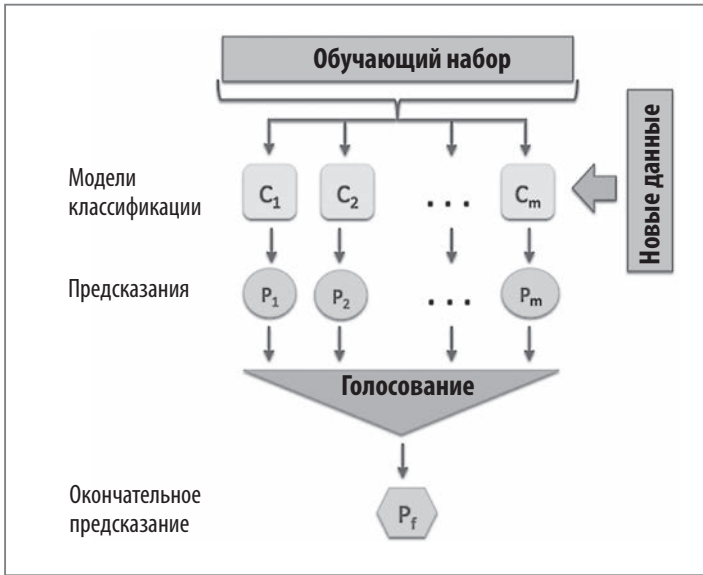 Обучающий набор
Новые данные
Модели
классификации
C1 C2 ... Cm
Предсказания
P1 P2 ... Pm
Голосование
Окончательное
предсказание
Pf